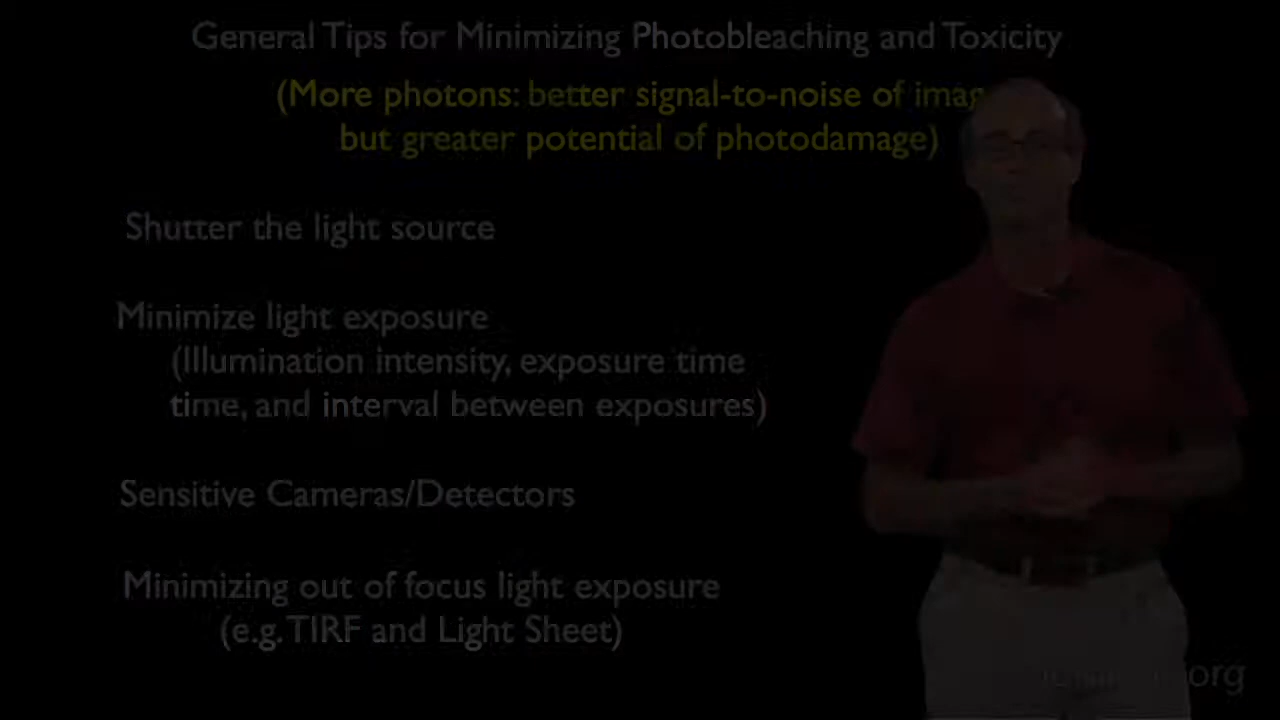 General Tips for Minimizing Photobleaching and Toxicity
(More photons: better signal-to-noise of imag
but greater potential of photodamage)
Shutter the light source
Minimize light exposure
(Illumination intensity, exposure time
time, and interval between exposures)
Sensitive Cameras/Detectors
Minimizing out of focus light exposure
(e.g. TIRF and Light Sheet)
org